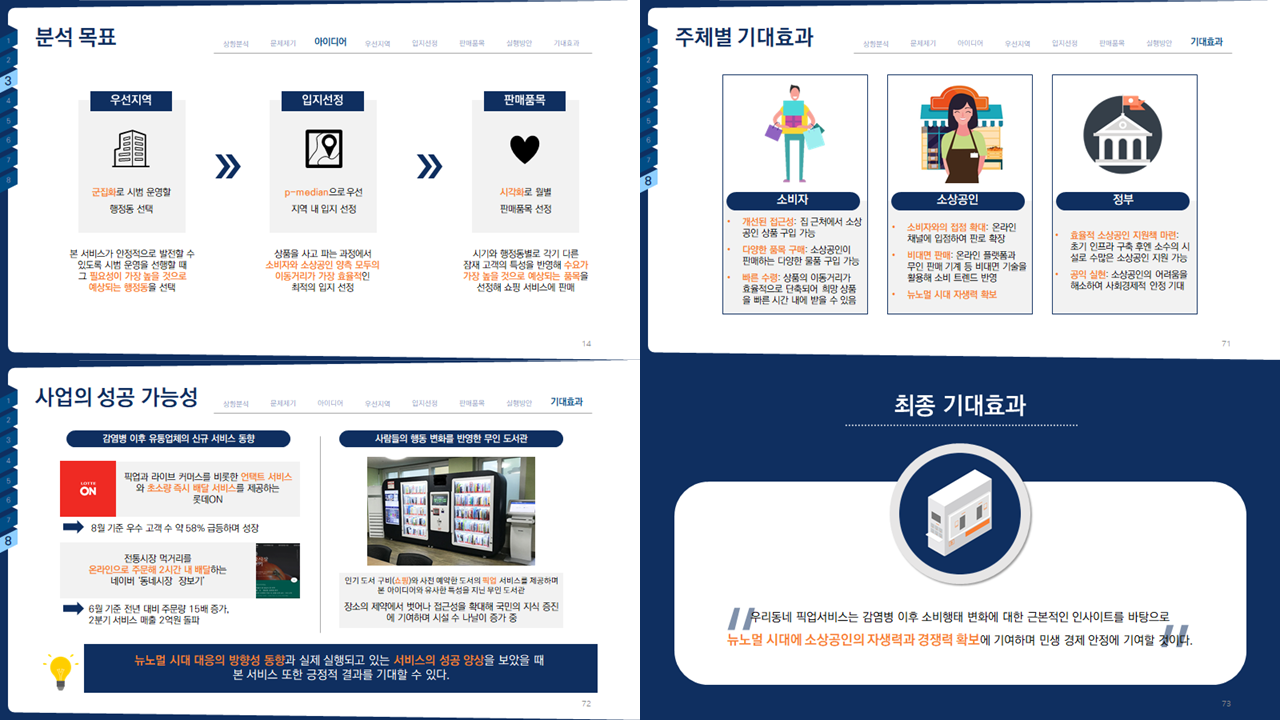 분석 목표
상황분석 문제제기 아이디어 우선지역 입지선정 판매품목 실행방안 기대효과
1
2
3
4
5
6
7
8
우선지역
군집화로 시범 운영할
행정동 선택
본 서비스가 안정적으로 발전할 수
있도록 시범 운영을 선행할 때
그 필요성이 가장 높을 것으로
예상되는 행정동을 선택
입지선정
p-median으로 우선
지역 내 입지 선정
상품을 사고 파는 과정에서
소비자와 소상공인 양측 모두의
이동거리가 가장 효율적인
최적의 입지 선정
판매품목
시각화로 월별
판매품목 선정
시기와 행정동별로 각기 다른
잠재 고객의 특성을 반영해 수요가
가장 높을 것으로 예상되는 품목을
선정해 쇼핑 서비스에 판매
14
주체별 기대효과
상황분석 문제제기 아이디어 우선지역 입지선정 판매품목 실행방안 기대효과
1
2
3
4
5
6
7
8
소비자
• 개선된 접근성: 집 근처에서 소상
공인 상품 구입 가능
• 다양한 품목 구매: 소상공인이
판매하는 다양한 물품 구입 가능
• 빠른 수령: 상품의 이동거리가
효율적으로 단축되어 희망 상품
을 빠른 시간 내에 받을 수 있음
소상공인
• 소비자와의 접점 확대: 온라인
채널에 입점하여 판로 확장
• 비대면 판매: 온라인 플랫폼과
무인 판매 기계 등 비대면 기술을
활용해 소비 트렌드 반영
• 뉴노멀 시대 자생력 확보
정부
• 효율적 소상공인 지원책 마련:
초기 인프라 구축 후엔 소수의 시
설로 수많은 소상공인 지원 가능
• 공익 실현: 소상공인의 어려움을
해소하여 사회경제적 안정 기대
71
사업의 성공 가능성
상황분석 문제제기 아이디어 우선지역 입지선정 판매품목 실행방안 기대효과
1
2
3
4
5
6
7
8
감염병 이후 유통업체의 신규 서비스 동향
LOTTE
ON
픽업과 라이브 커머스를 비롯한 언택트 서비스
와 초소량 즉시 배달 서비스를 제공하는
롯데ON
8월 기준 우수 고객 수 약 58% 급등하며 성장
전통시장 먹거리를
온라인으로 주문해 2시간 내 배달하는
네이버 '동네시장 장보기'
6월 기준 전년 대비 주문량 15배 증가,
2분기 서비스 매출 2억원 돌파
사람들의 행동 변화를 반영한 무인 도서관
인기 도서 구비(쇼핑)와 사전 예약한 도서의 픽업 서비스를 제공하며
본 아이디어와 유사한 특성을 지닌 무인 도서관
장소의 제약에서 벗어나 접근성을 확대해 국민의 지식 증진
에 기여하며 시설 수 나날이 증가 중
뉴노멀 시대 대응의 방향성 동향과 실제 실행되고 있는 서비스의 성공 양상을 보았을 때
본 서비스 또한 긍정적 결과를 기대할 수 있다.
72
최종 기대효과
우리동네 픽업서비스는 감염병 이후 소비행태 변화에 대한 근본적인 인사이트를 바탕으로
뉴노멀 시대에 소상공인의 자생력과 경쟁력 확보에 기여하며 민생 경제 안정에 기여할 것이다.
73